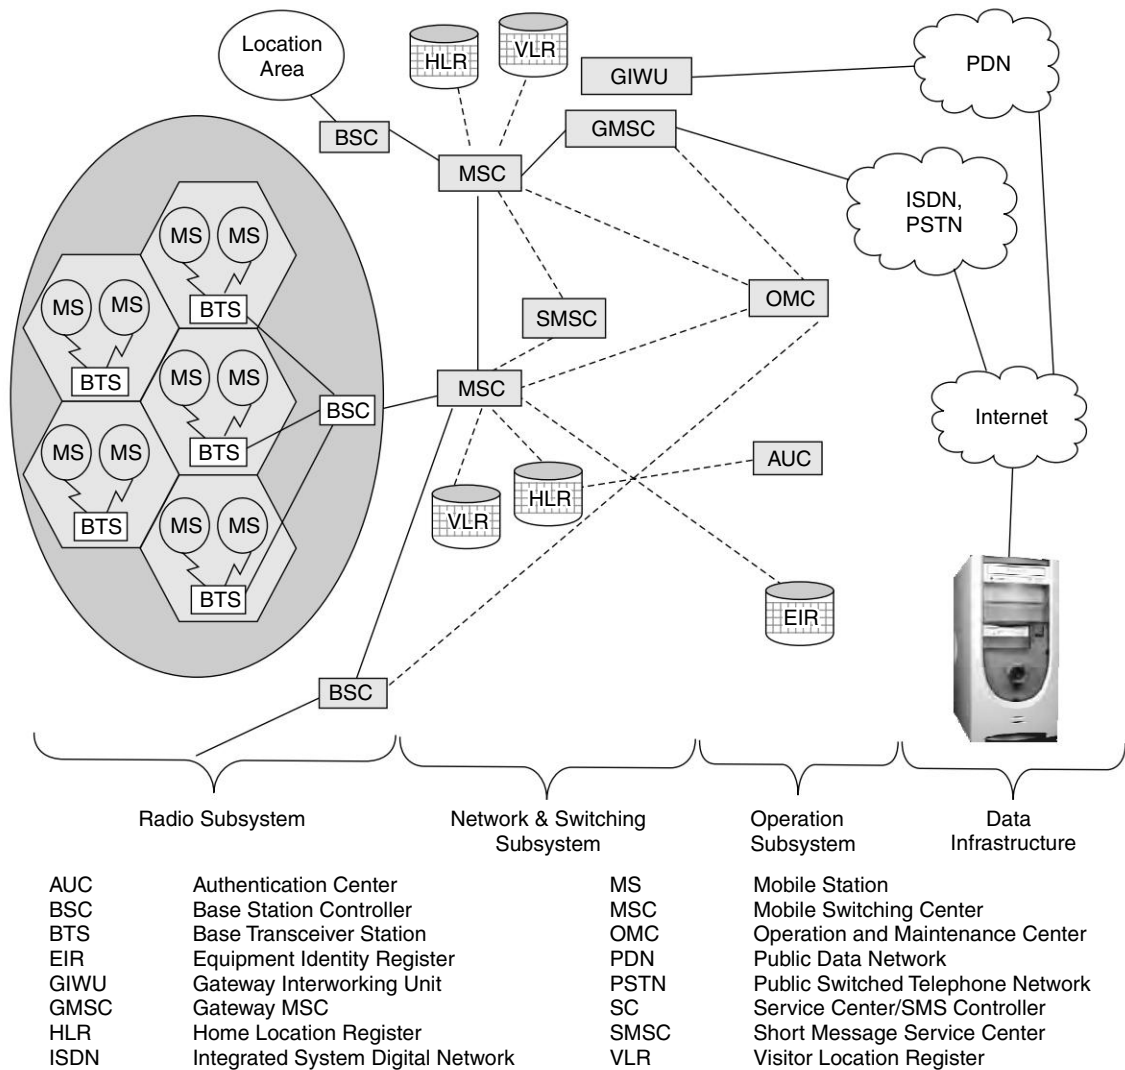 Location
Area
HLR
VLR
GIWU
PDN
BSC
GMSC
MSC
ISDN,
PSTN
MS MS
BTS
MS MS
BTS
OMC
SMSC
MS MS
BTS
BSC
MSC
Internet
MS MS
BTS
AUC
HLR
VLR
MS MS
BTS
EIR
BSC
Radio Subsystem
Network & Switching
Subsystem
Operation
Subsystem
Data
Infrastructure
AUC Authentication Center
BSC Base Station Controller
BTS Base Transceiver Station
EIR Equipment Identity Register
GIWU Gateway Interworking Unit
GMSC Gateway MSC
HLR Home Location Register
ISDN Integrated System Digital Network
MS Mobile Station
MSC Mobile Switching Center
OMC Operation and Maintenance Center
PDN Public Data Network
PSTN Public Switched Telephone Network
SC Service Center/SMS Controller
SMSC Short Message Service Center
VLR Visitor Location Register